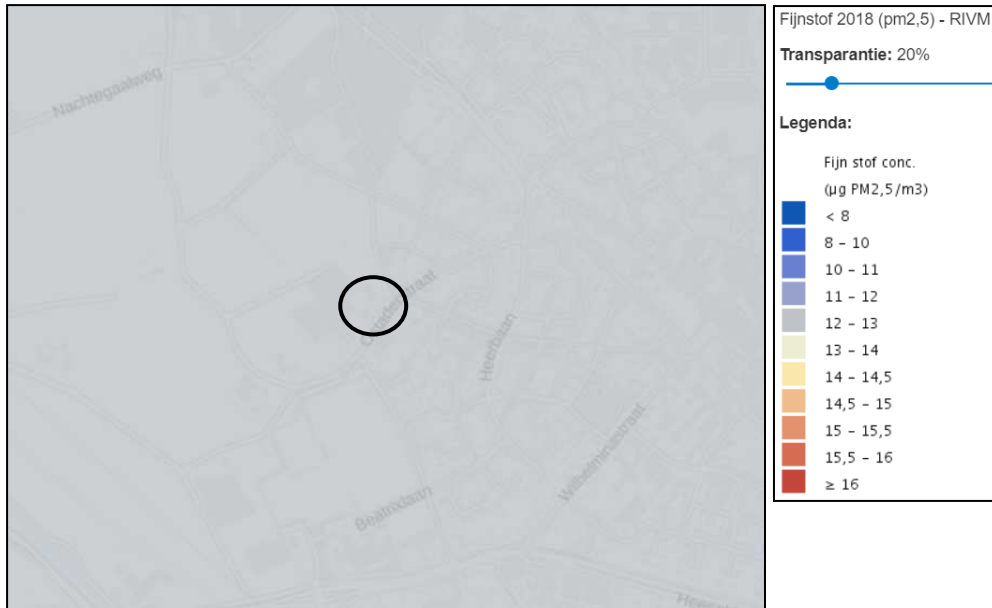 Nachtegaalweg
Heerbaan
Wilhelminastraat
Beatrixlaan
Fijnstof 2018 (pm2,5) - RIVM
Transparantie: 20%
Legenda:
Fijn stof conc.
(µg PM2,5/m3)
< 8
8 - 10
10 - 11
11 - 12
12 - 13
13 - 14
14 - 14,5
14,5 - 15
15 - 15,5
15,5 - 16
≥ 16